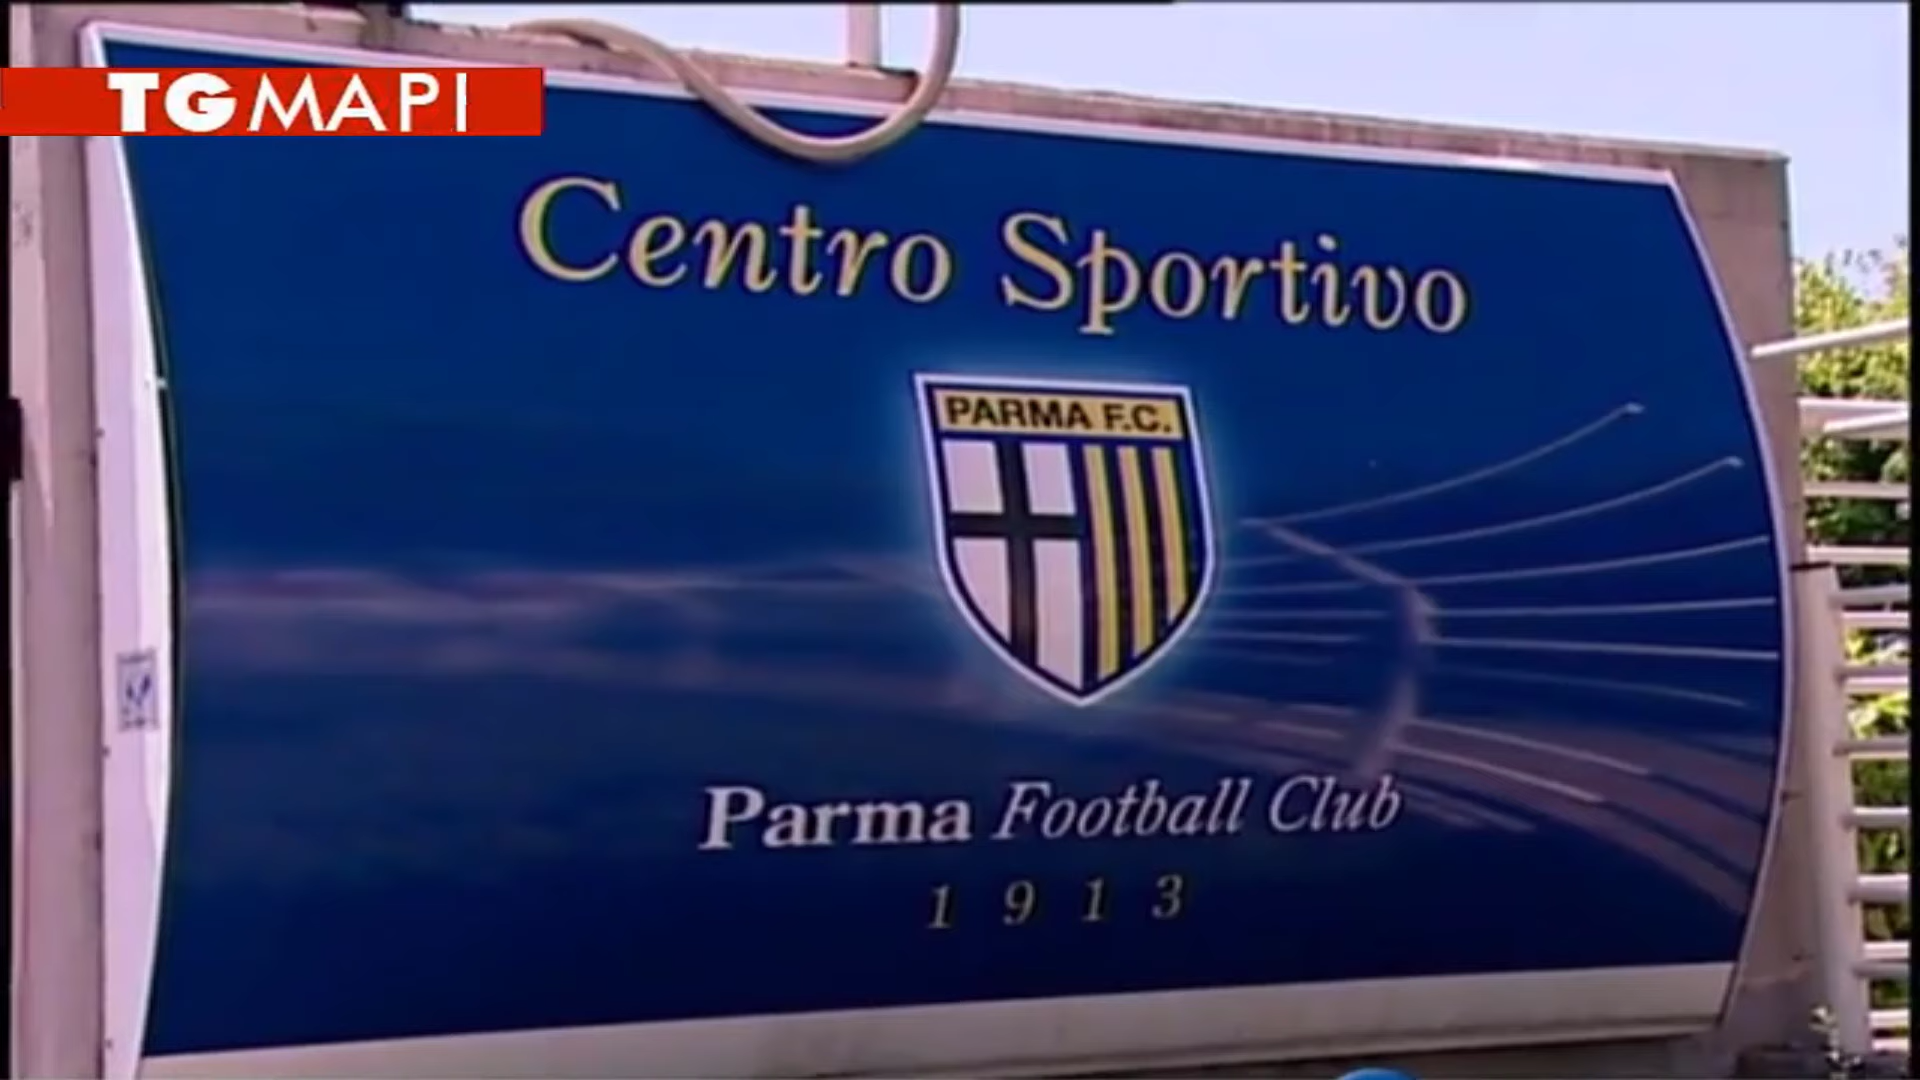 TGMAPI
Centro Sportivo
PARMA F.C.
Parma Football Club
1913